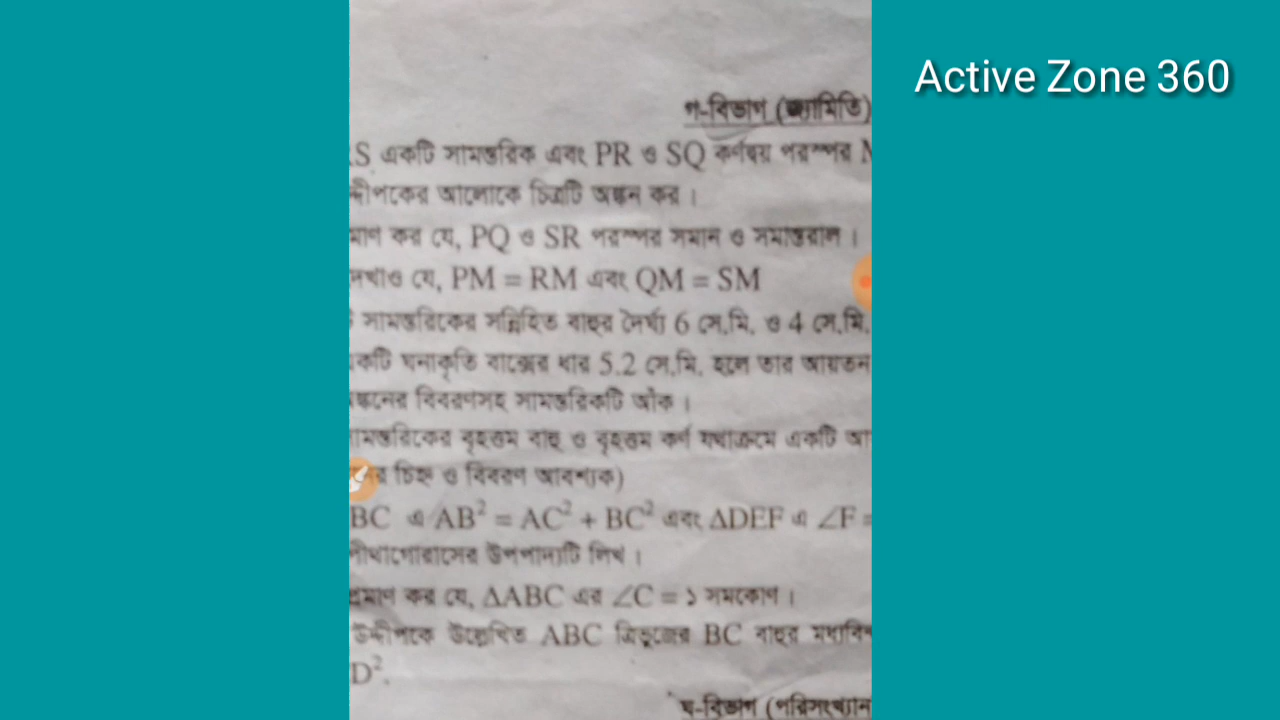 Active Zone 360
গ-বিভাগ (জ্যামিতি)
S একটি সামন্তরিক এবং PR ও SQ কর্ণদ্বয় পরস্পর
দ্দীপকের আলোকে চিত্রটি অঙ্কন কর।
মাণ কর যে, PQ ও SR পরস্পর সমান ও সমান্তরাল।
দেখাও যে, PM = RM এবং QM = SM
সামন্তরিকের সন্নিহিত বাহুর দৈর্ঘ্য 6 সে.মি. ও 4 সে.মি.
কটি ঘনাকৃতি বাক্সের ধার 5.2 সে.মি. হলে তার আয়তন
ঙ্কনের বিবরণসহ সামন্তরিকটি আঁক।
ামন্তরিকের বৃহত্তম বাহু ও বৃহত্তম কর্ণ যথাক্রমে একটি আ
চিহ্ন ও বিবরণ আবশ্যক)
BC এ AB² = AC² + BC² এবং ΔDEF এ ∠F =
পীথাগোরাসের উপপাদ্যটি লিখ।
প্রমাণ কর যে, ΔABC এর ∠C = ১ সমকোণ।
উদ্দীপকে উল্লেখিত ABC ত্রিভুজের BC বাহুর মধ্যবি
D².
ঘ-বিভাগ (পরিসংখ্যান